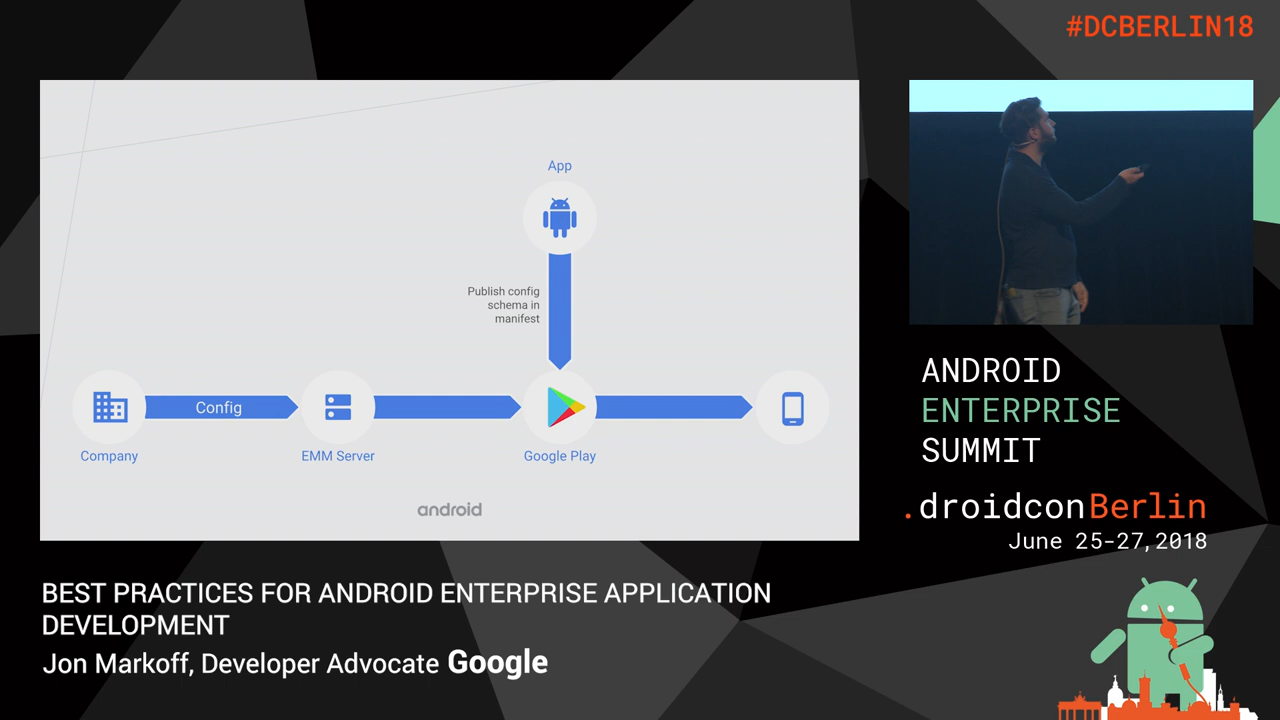 #DCBERLIN18
App
Publish config
schema in
manifest
Config
Company
EMM Server
Google Play
android
ANDROID
ENTERPRISE
SUMMIT
.droidconBerlin
June 25-27, 2018
BEST PRACTICES FOR ANDROID ENTERPRISE APPLICATION
DEVELOPMENT
Jon Markoff, Developer Advocate Google